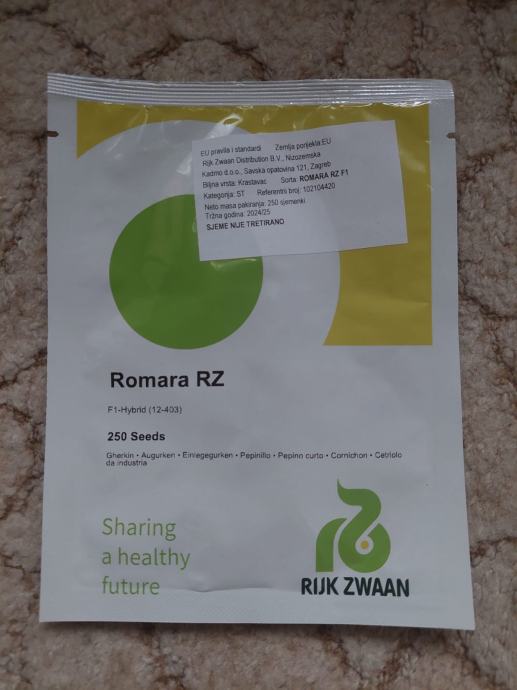 EU pravila i standardi Zemlja porijekla:EU
Rijk Zwaan Distribution B.V., Nizozemska
Kadmo d.o.o., Savska opatovina 121, Zagreb
Biljna vrsta: Krastavac Sorta: ROMARA RZ F1
Kategorija: ST Referentni broj: 102104420
Neto masa pakiranja: 250 sjemenki
Tržna godina: 2024/25
SJEME NIJE TRETIRANO
Romara RZ
F1-Hybrid (12-403)
250 Seeds
Gherkin • Augurken • Einlegegurken • Pepinillo • Pepino curto • Cornichon • Cetriolo
da industria
Sharing
a healthy
future
RIJK ZWAAN